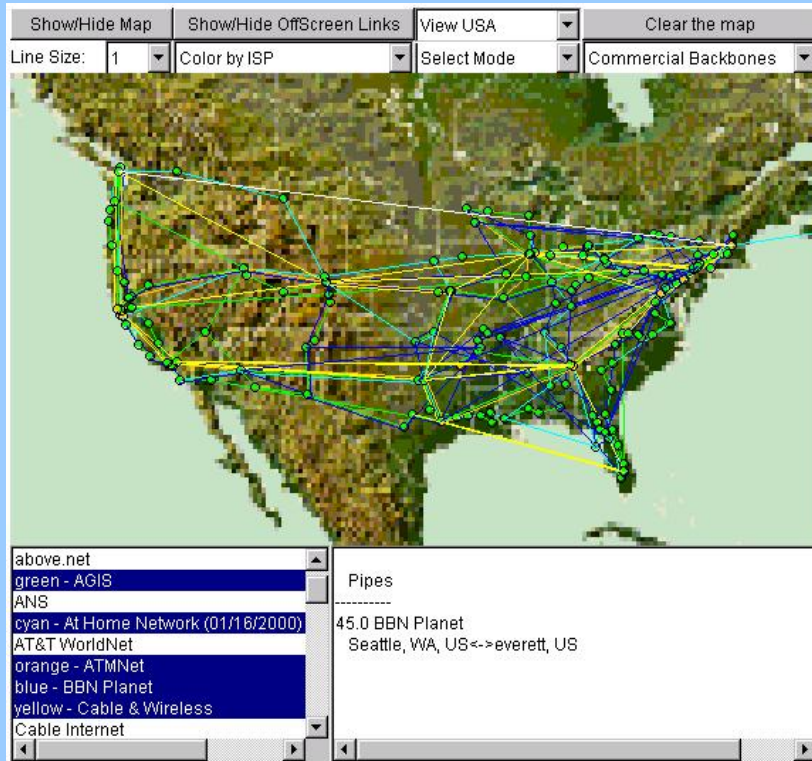 Show/Hide Map Show/Hide OffScreen Links View USA Clear the map
Line Size: 1 Color by ISP Select Mode Commercial Backbones
above.net
green - AGIS
ANS
cyan - At Home Network (01/16/2000)
AT&T WorldNet
orange - ATMNet
blue - BBN Planet
yellow - Cable & Wireless
Cable Internet
Pipes
----------
45.0 BBN Planet
Seattle, WA, US<->everett, US